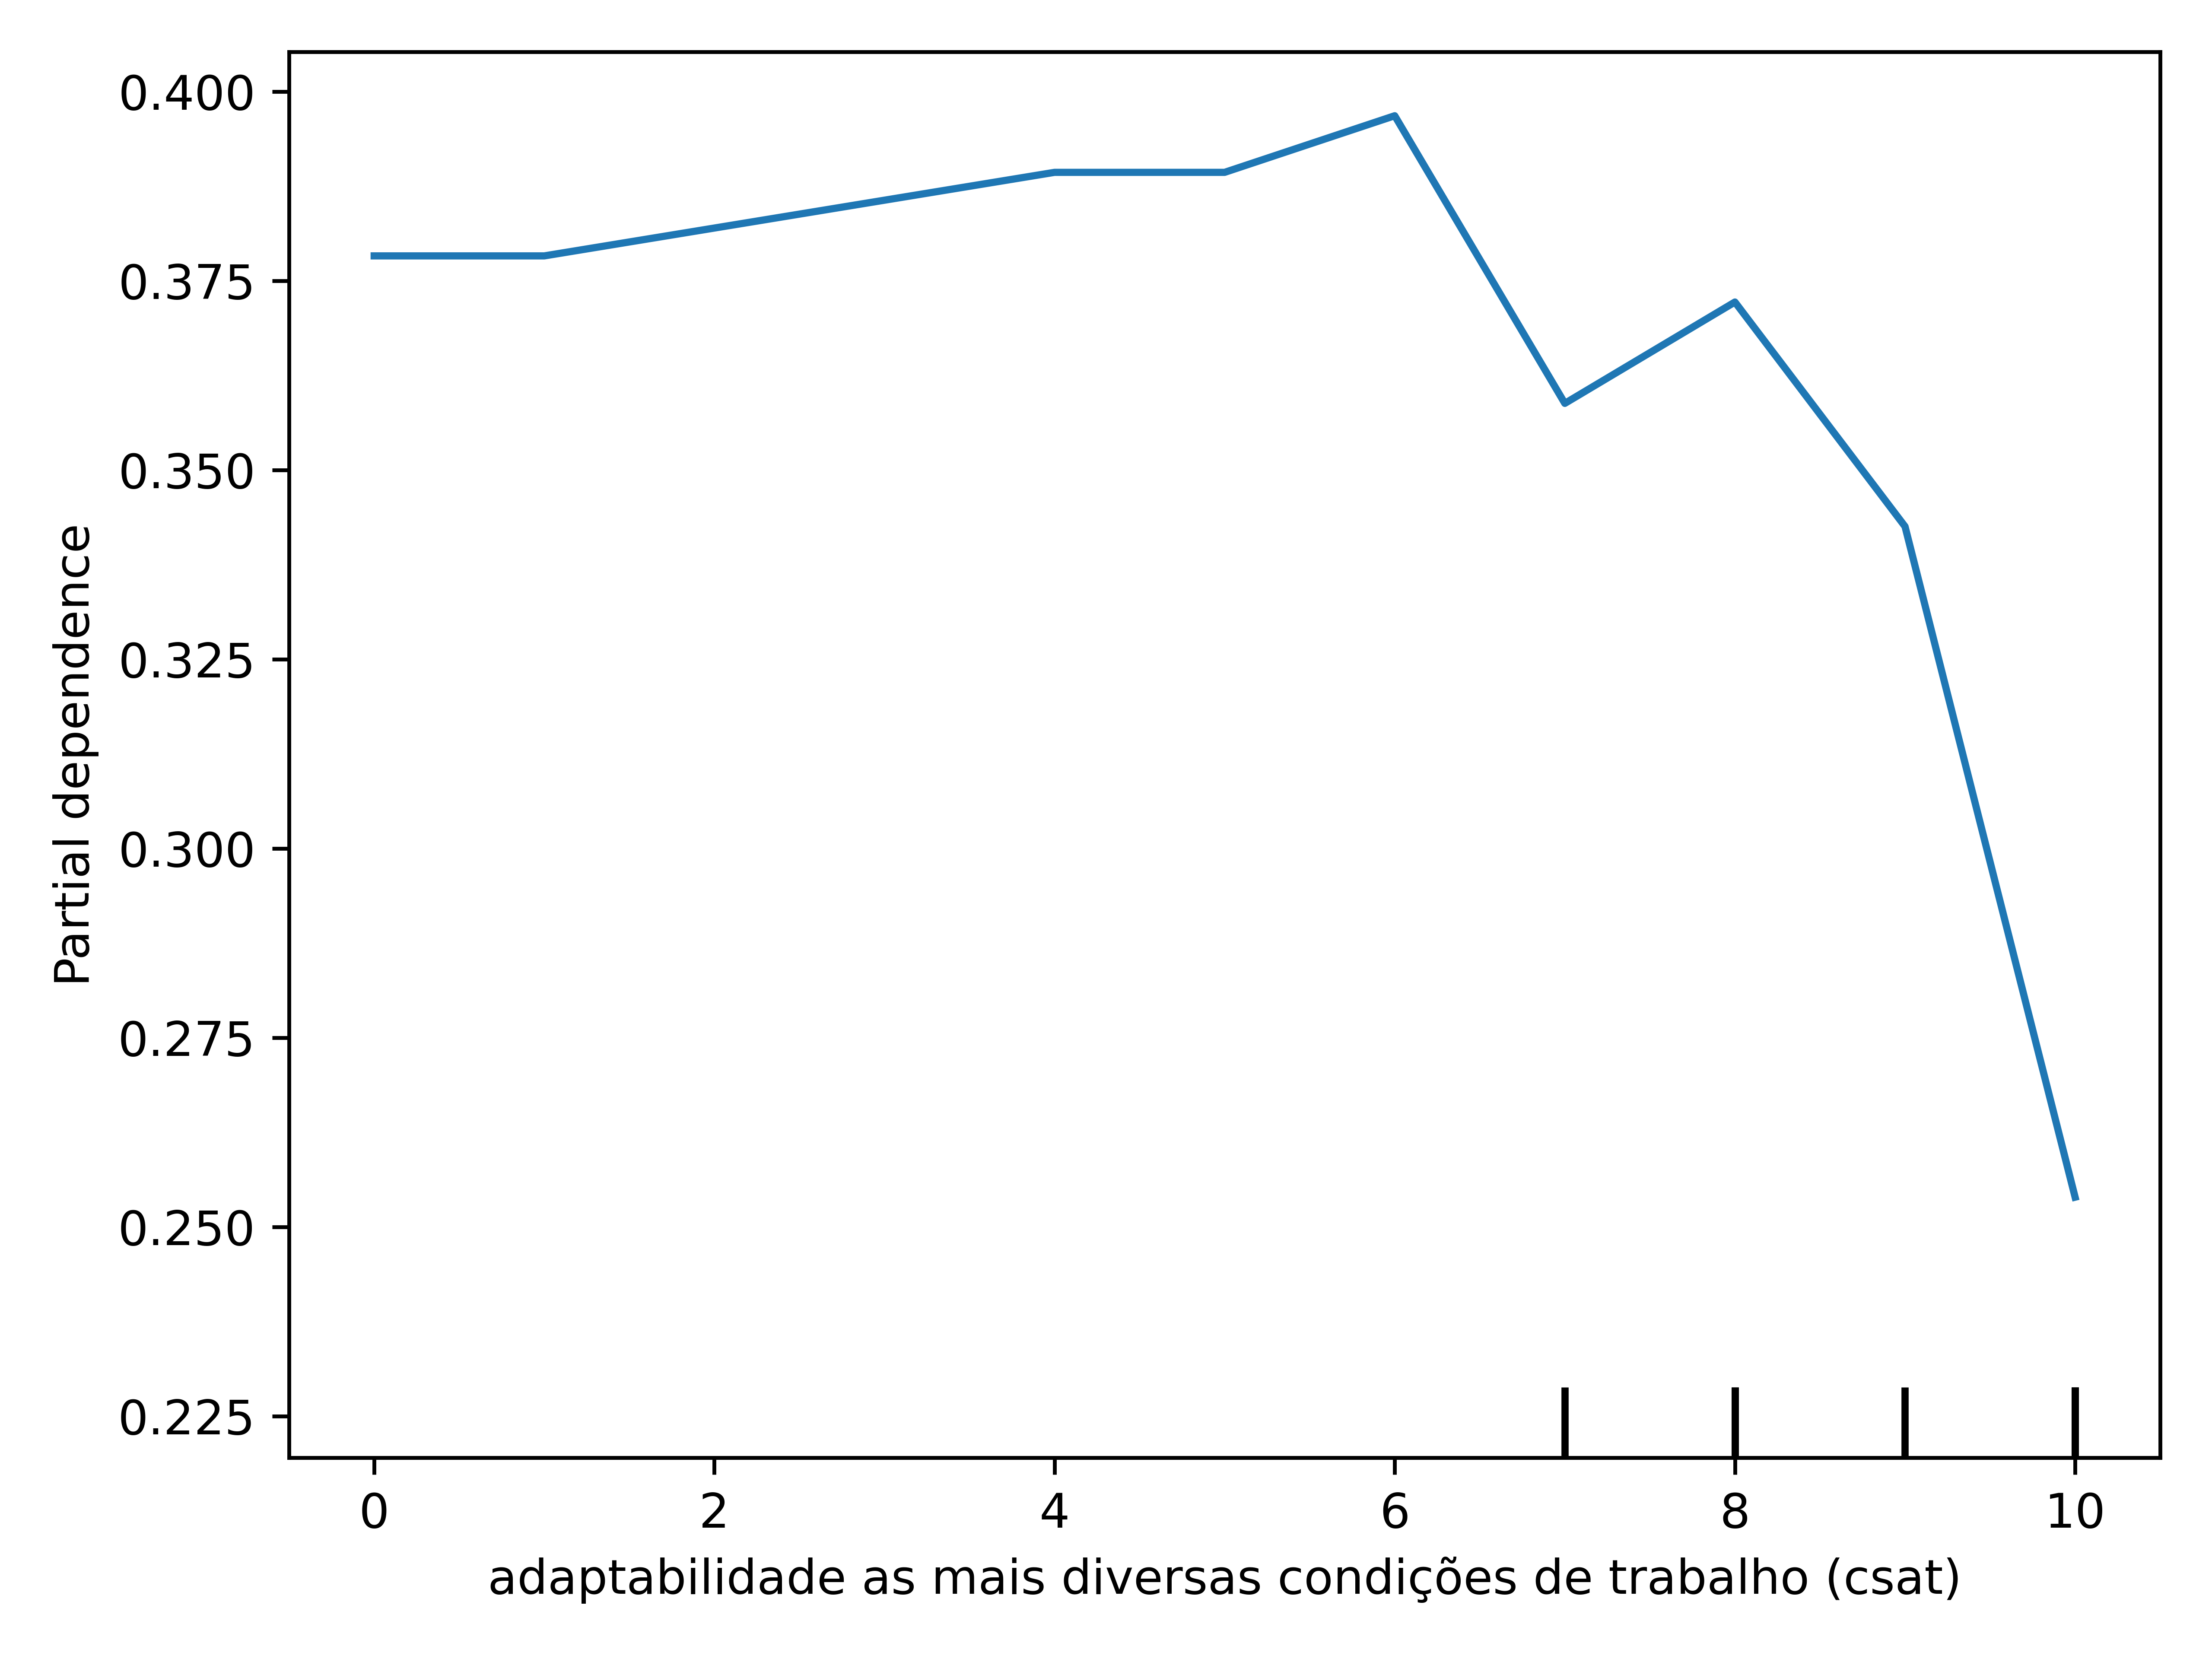 0.400
0.375
0.350
0.325
0.300
0.275
0.250
0.225
Partial dependence
0 2 4 6 8 10
adaptabilidade as mais diversas condições de trabalho (csat)